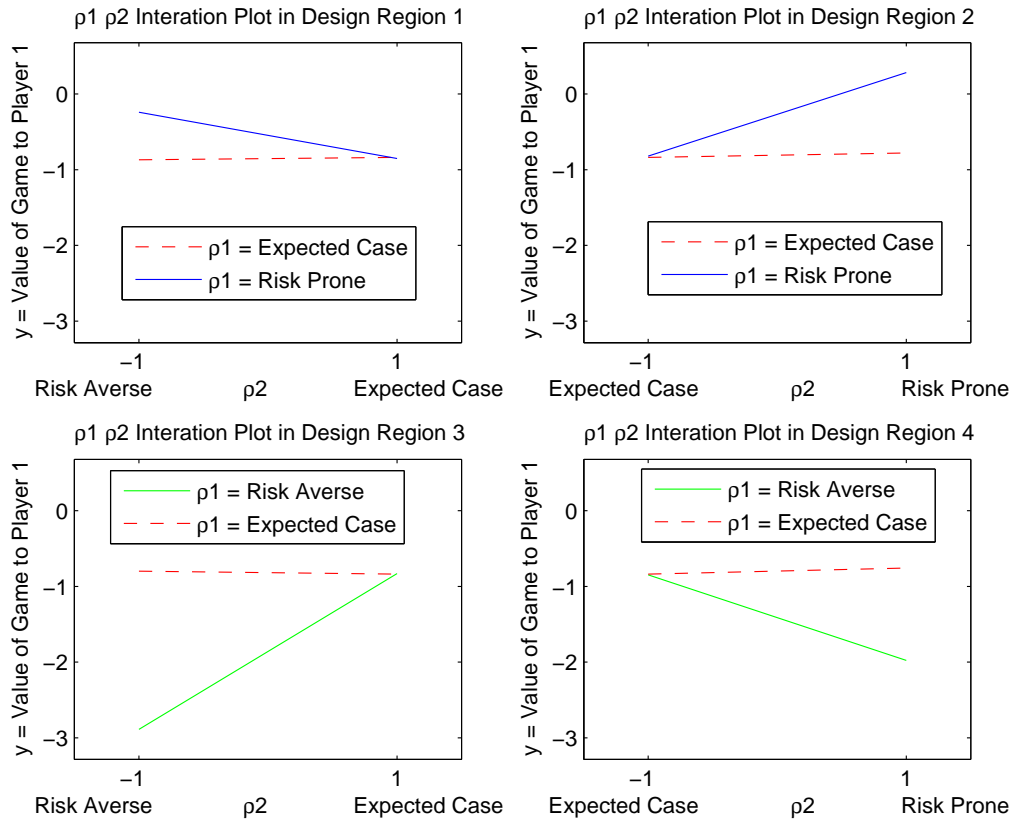 ρ1 ρ2 Interation Plot in Design Region 1
y = Value of Game to Player 1
0
−1
−2
−3
ρ1 = Expected Case
ρ1 = Risk Prone
−1
1
Risk Averse
ρ2
Expected Case
ρ1 ρ2 Interation Plot in Design Region 2
y = Value of Game to Player 1
0
−1
−2
−3
ρ1 = Expected Case
ρ1 = Risk Prone
−1
1
Expected Case
ρ2
Risk Prone
ρ1 ρ2 Interation Plot in Design Region 3
y = Value of Game to Player 1
0
−1
−2
−3
ρ1 = Risk Averse
ρ1 = Expected Case
−1
1
Risk Averse
ρ2
Expected Case
ρ1 ρ2 Interation Plot in Design Region 4
y = Value of Game to Player 1
0
−1
−2
−3
ρ1 = Risk Averse
ρ1 = Expected Case
−1
1
Expected Case
ρ2
Risk Prone